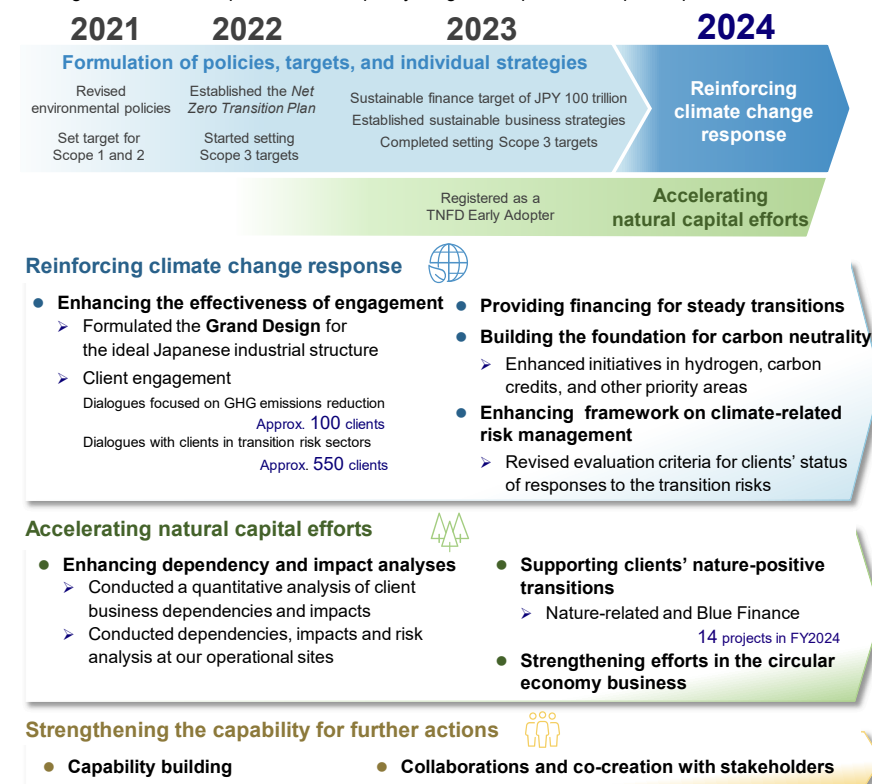 2021 2022 2023 2024
Formulation of policies, targets, and individual strategies
Revised
environmental policies
Set target for
Scope 1 and 2
Established the Net
Zero Transition Plan
Started setting
Scope 3 targets
Sustainable finance target of JPY 100 trillion
Established sustainable business strategies
Completed setting Scope 3 targets
Reinforcing
climate change
response
Registered as a
TNFD Early Adopter
Accelerating
natural capital efforts
Reinforcing climate change response
● Enhancing the effectiveness of engagement
➢ Formulated the Grand Design for
the ideal Japanese industrial structure
➢ Client engagement
Dialogues focused on GHG emissions reduction
Approx. 100 clients
Dialogues with clients in transition risk sectors
Approx. 550 clients
● Providing financing for steady transitions
● Building the foundation for carbon neutrality
➢ Enhanced initiatives in hydrogen, carbon
credits, and other priority areas
● Enhancing framework on climate-related
risk management
➢ Revised evaluation criteria for clients’ status
of responses to the transition risks
Accelerating natural capital efforts
● Enhancing dependency and impact analyses
➢ Conducted a quantitative analysis of client
business dependencies and impacts
➢ Conducted dependencies, impacts and risk
analysis at our operational sites
● Supporting clients’ nature-positive
transitions
➢ Nature-related and Blue Finance
14 projects in FY2024
● Strengthening efforts in the circular
economy business
Strengthening the capability for further actions
● Capability building
● Collaborations and co-creation with stakeholders